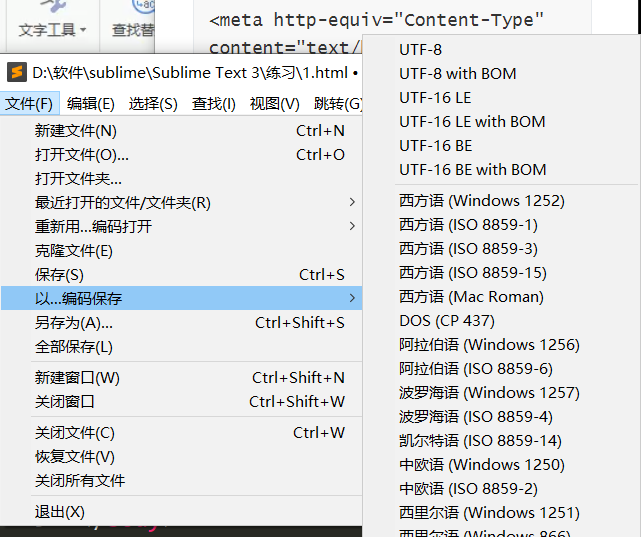 文字工具
查找替
<meta http-equiv="Content-Type"
content="text/
D:\软件\sublime\Sublime Text 3\练习\1.html •
文件(F) 编辑(E) 选择(S) 查找(I) 视图(V) 跳转(G)
新建文件(N) Ctrl+N
打开文件(O)... Ctrl+O
打开文件夹...
最近打开的文件/文件夹(R)
重新用...编码打开
克隆文件(E)
保存(S) Ctrl+S
以...编码保存
另存为(A)... Ctrl+Shift+S
全部保存(L)
新建窗口(W) Ctrl+Shift+N
关闭窗口 Ctrl+Shift+W
关闭文件(C) Ctrl+W
恢复文件(V)
关闭所有文件
退出(X)
UTF-8
UTF-8 with BOM
UTF-16 LE
UTF-16 LE with BOM
UTF-16 BE
UTF-16 BE with BOM
西方语 (Windows 1252)
西方语 (ISO 8859-1)
西方语 (ISO 8859-3)
西方语 (ISO 8859-15)
西方语 (Mac Roman)
DOS (CP 437)
阿拉伯语 (Windows 1256)
阿拉伯语 (ISO 8859-6)
波罗海语 (Windows 1257)
波罗海语 (ISO 8859-4)
凯尔特语 (ISO 8859-14)
中欧语 (Windows 1250)
中欧语 (ISO 8859-2)
西里尔语 (Windows 1251)
西里尔语 (Windows 866)